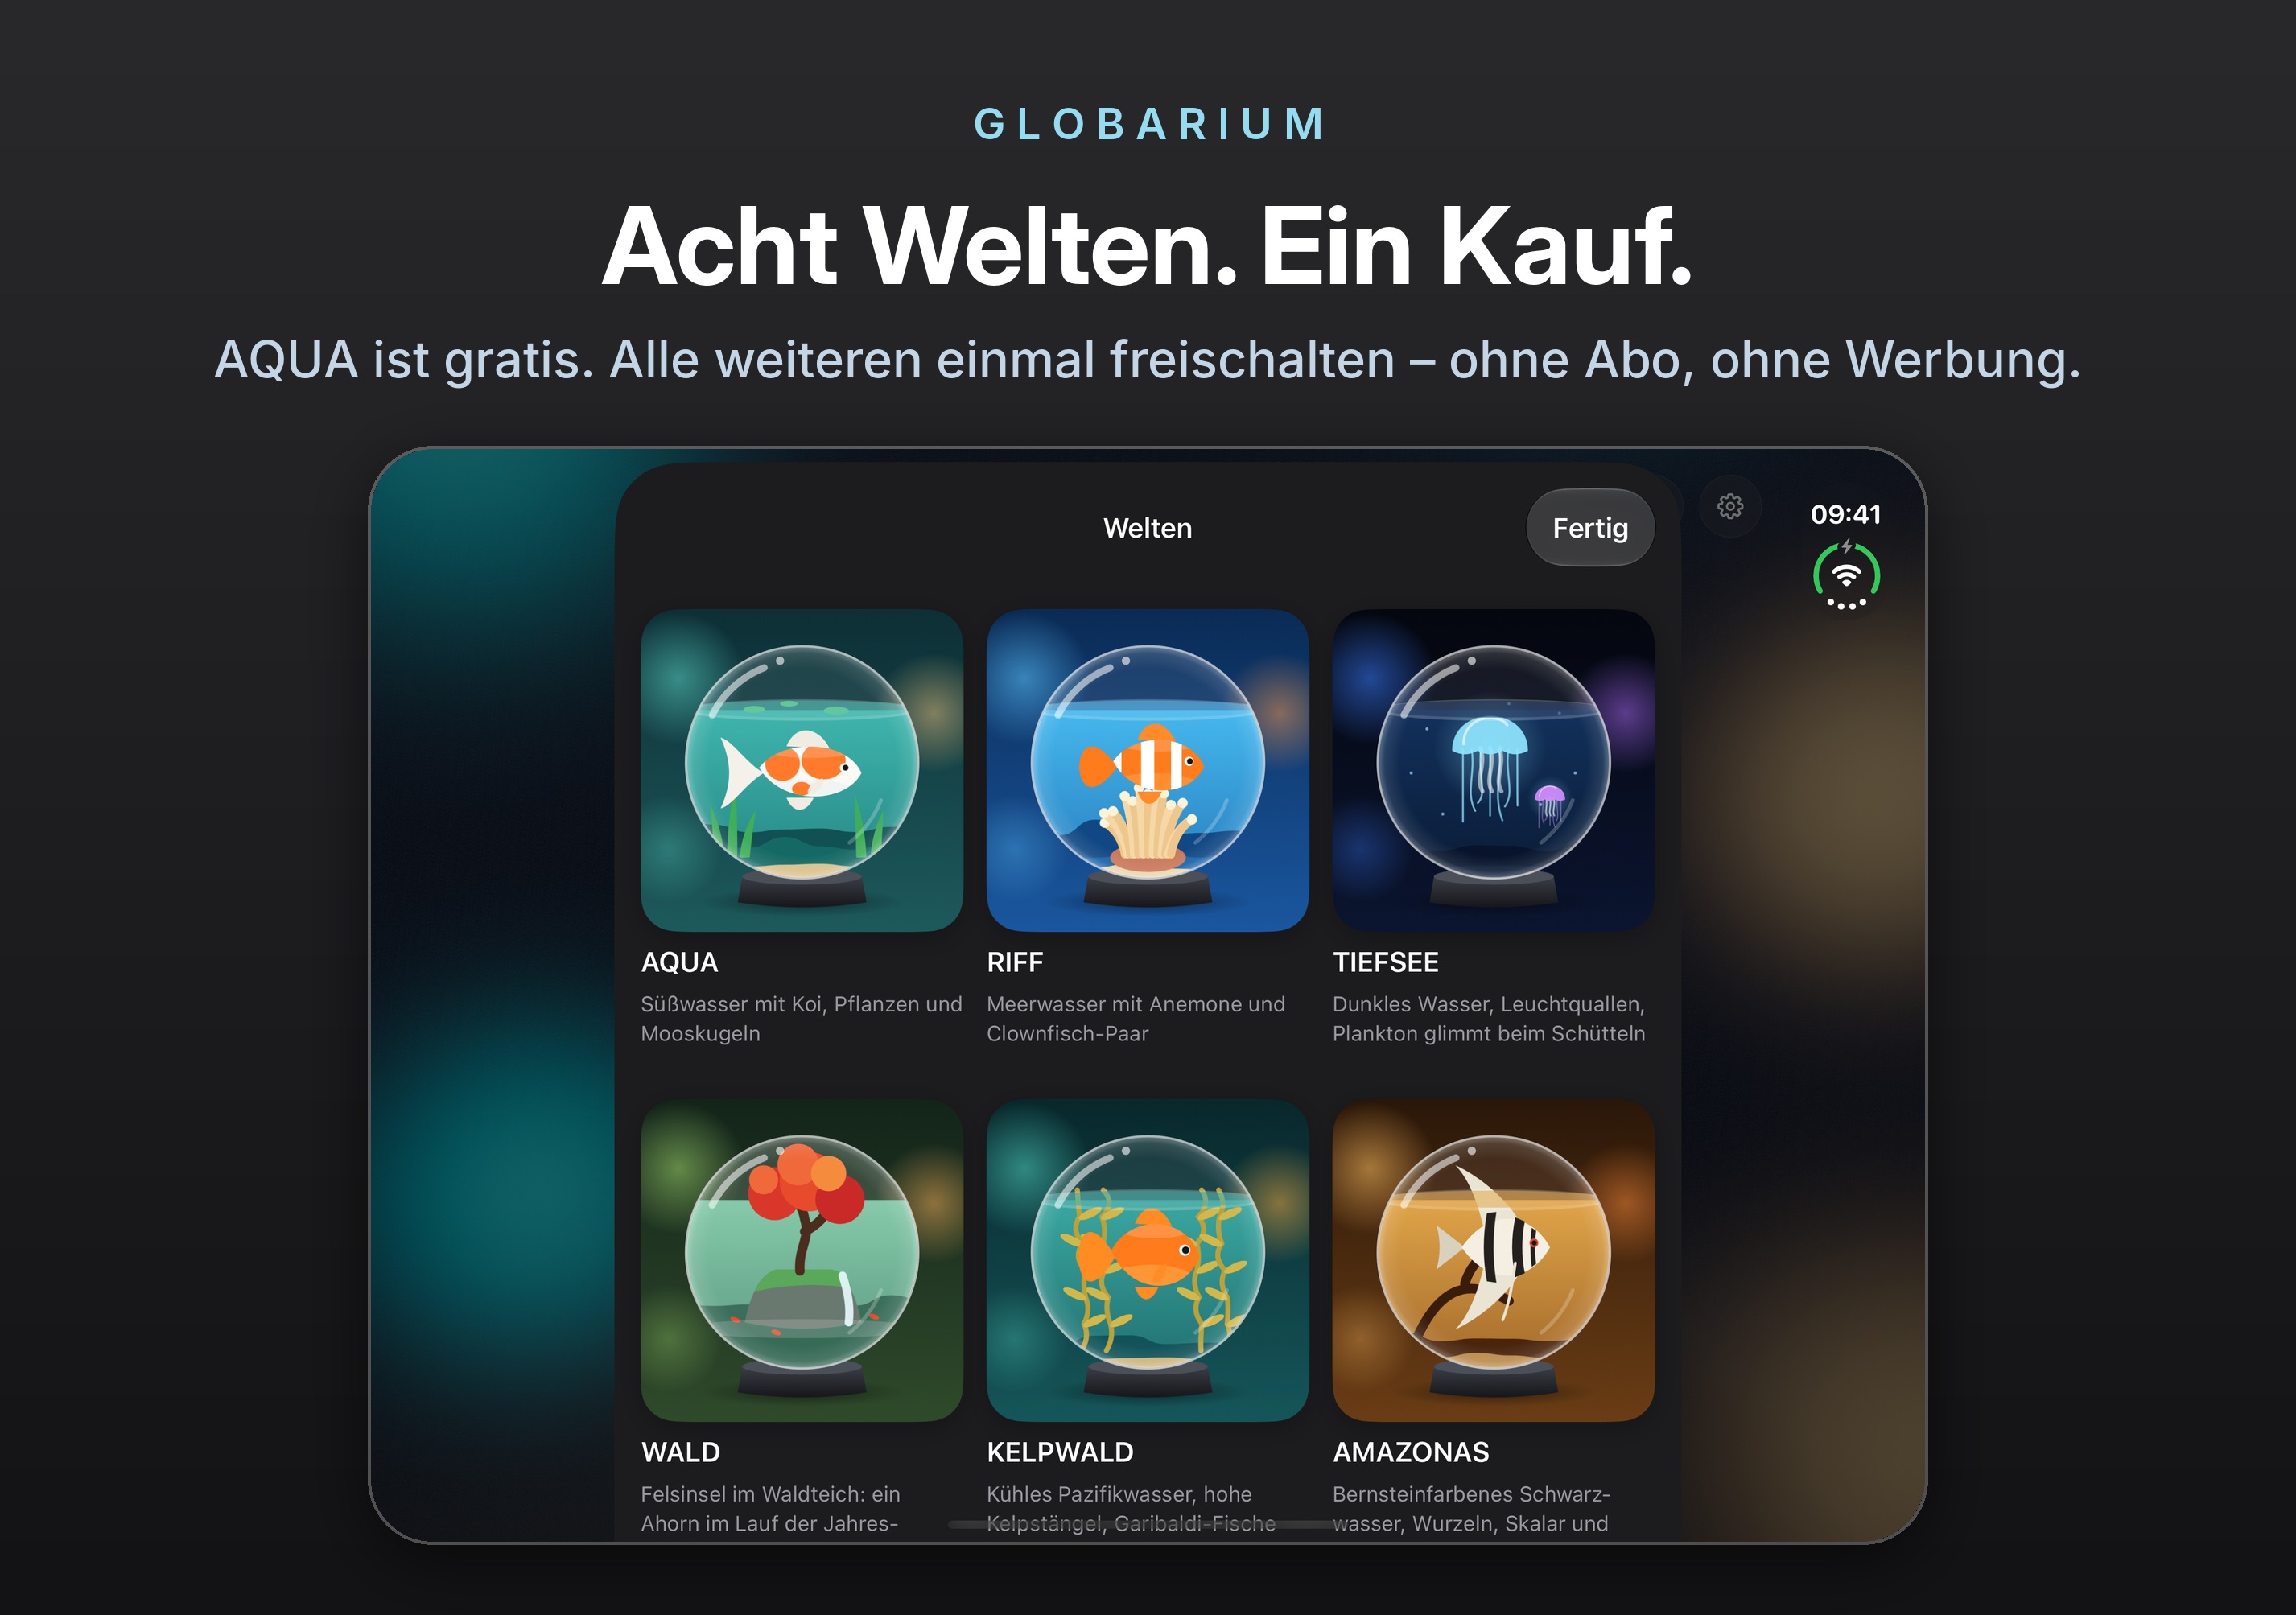 GLOBARIUM
Acht Welten. Ein Kauf.
AQUA ist gratis. Alle weiteren einmal freischalten – ohne Abo, ohne Werbung.
Welten
Fertig
09:41
AQUA
Süßwasser mit Koi, Pflanzen und
Mooskugeln
RIFF
Meerwasser mit Anemone und
Clownfisch-Paar
TIEFSEE
Dunkles Wasser, Leuchtquallen,
Plankton glimmt beim Schütteln
WALD
Felsinsel im Waldteich: ein
Ahorn im Lauf der Jahres-
KELPWALD
Kühles Pazifikwasser, hohe
Kelpstängel, Garibaldi-Fische
AMAZONAS
Bernsteinfarbenes Schwarz-
wasser, Wurzeln, Skalar und